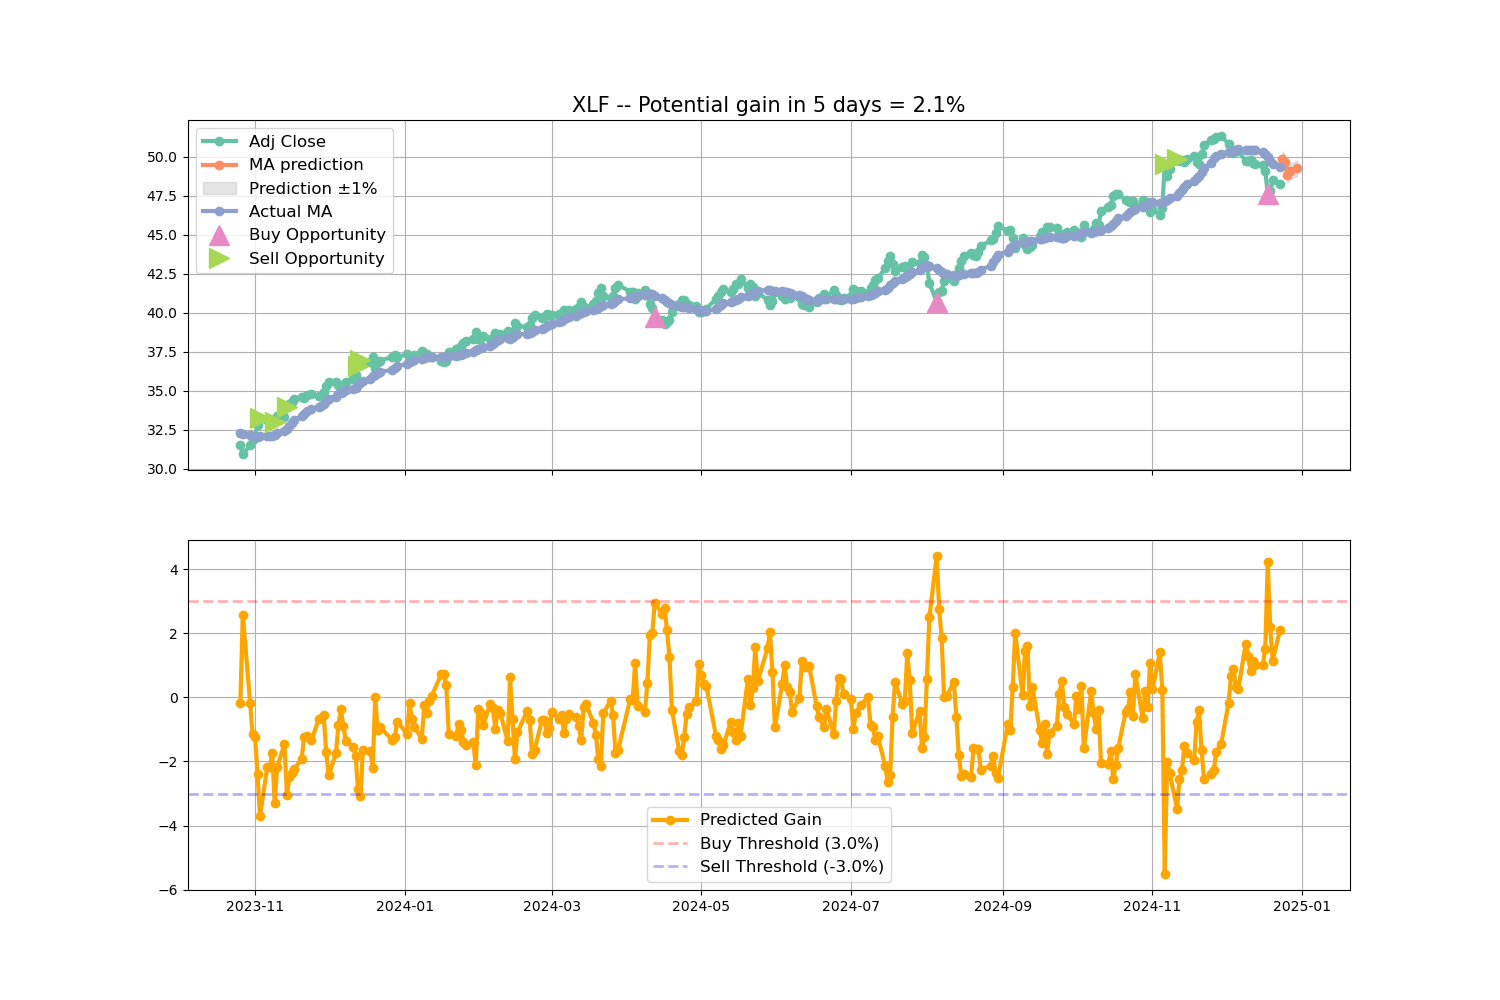 XLF -- Potential gain in 5 days = 2.1%
50.0
47.5
45.0
42.5
40.0
37.5
35.0
32.5
30.0
Adj Close
MA prediction
Prediction ±1%
Actual MA
Buy Opportunity
Sell Opportunity
4
2
0
−2
−4
−6
Predicted Gain
Buy Threshold (3.0%)
Sell Threshold (-3.0%)
2023-11 2024-01 2024-03 2024-05 2024-07 2024-09 2024-11 2025-01